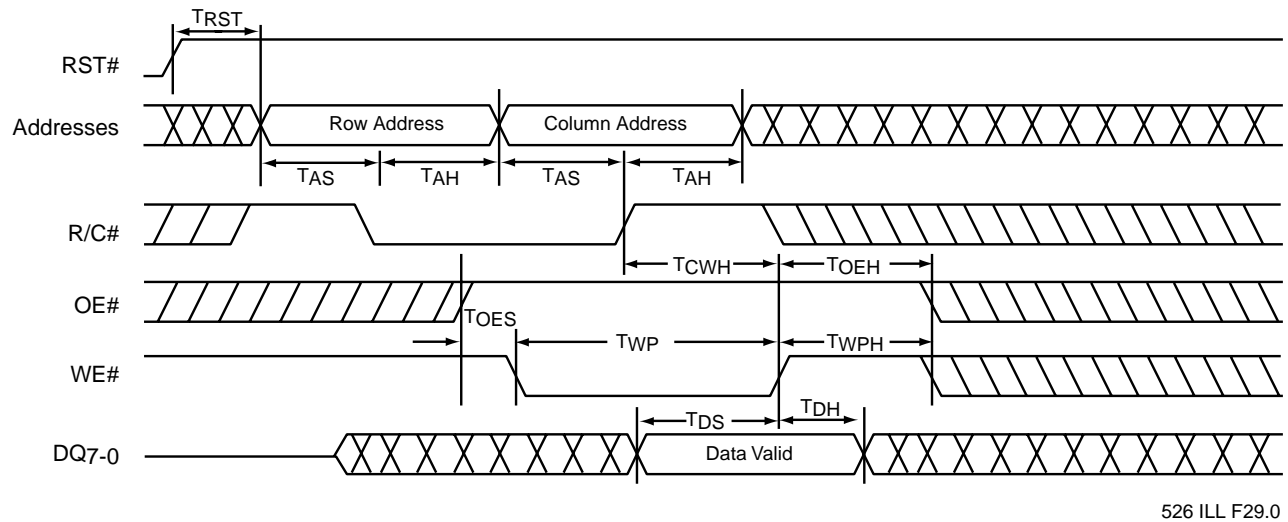 TRST
RST#
Addresses
Row Address
Column Address
TAS
TAH
TAS
TAH
R/C#
TCWH
TOEH
OE#
TOES
TWP
TWPH
WE#
TDS
TDH
DQ7-0
Data Valid
526 ILL F29.0